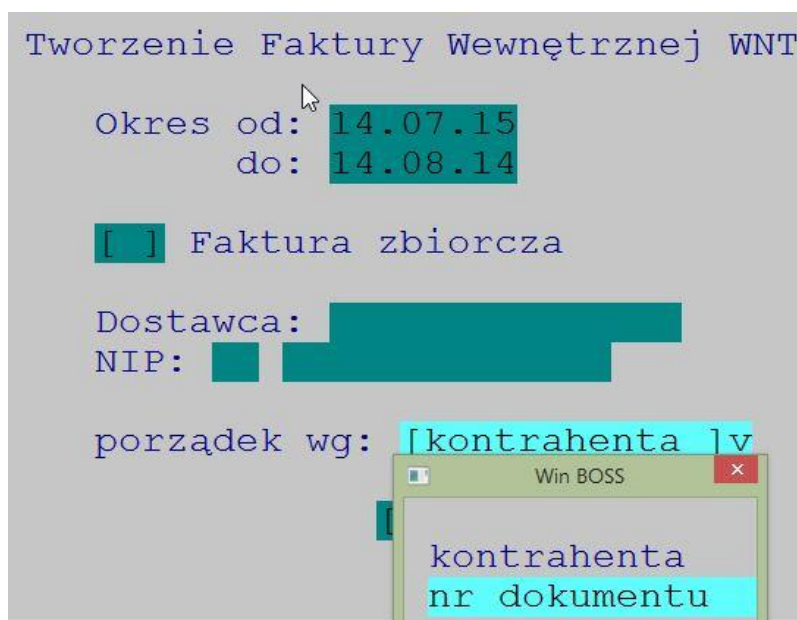 Tworzenie Faktury Wewnętrznej WNT
Okres od: 14.07.15
do: 14.08.14
[ ] Faktura zbiorcza
Dostawca:
NIP:
porządek wg: [kontrahenta ]v
Win BOSS
[
kontrahenta
nr dokumentu